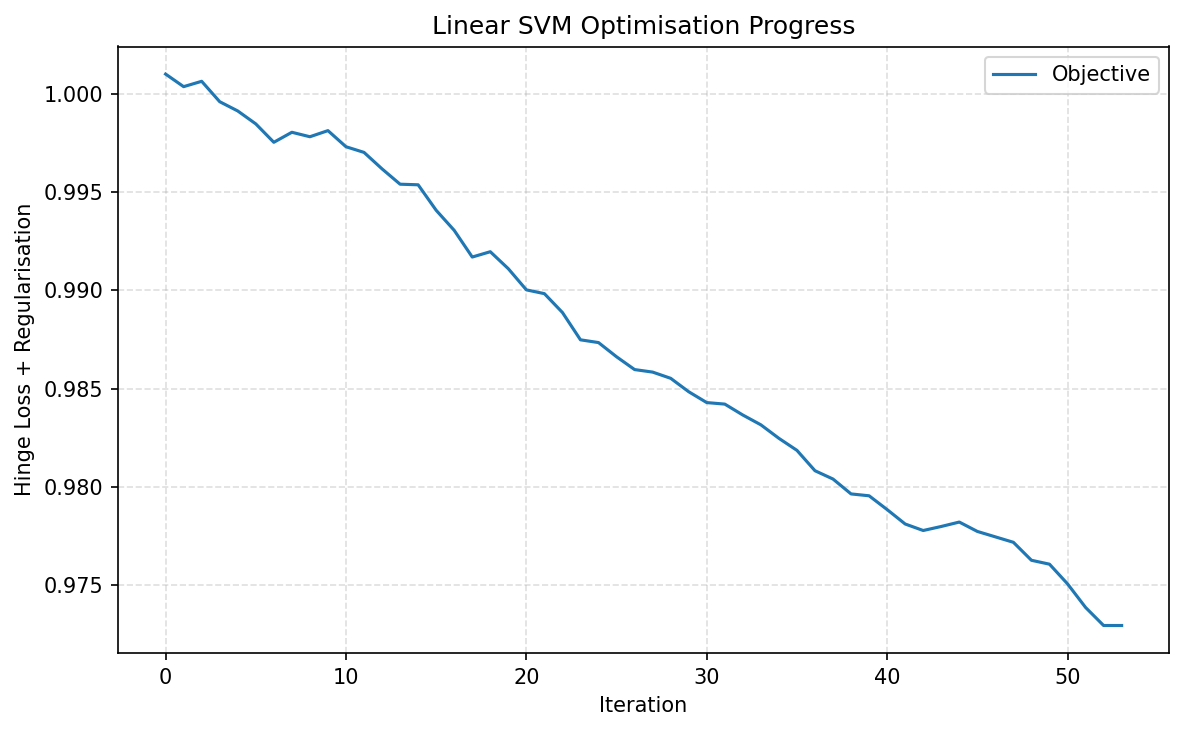 Linear SVM Optimisation Progress
Objective
Hinge Loss + Regularisation
1.000
0.995
0.990
0.985
0.980
0.975
0 10 20 30 40 50
Iteration